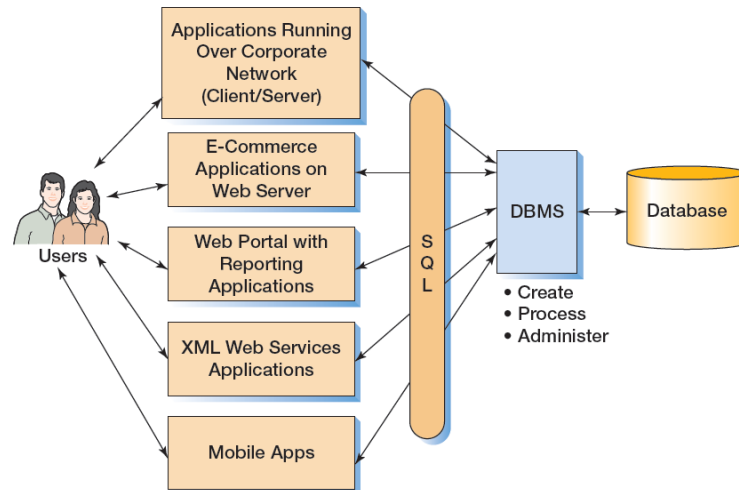 Applications Running
Over Corporate
Network
(Client/Server)
E-Commerce
Applications on
Web Server
Web Portal with
Reporting
Applications
XML Web Services
Applications
Mobile Apps
Users
S
Q
L
DBMS
• Create
• Process
• Administer
Database